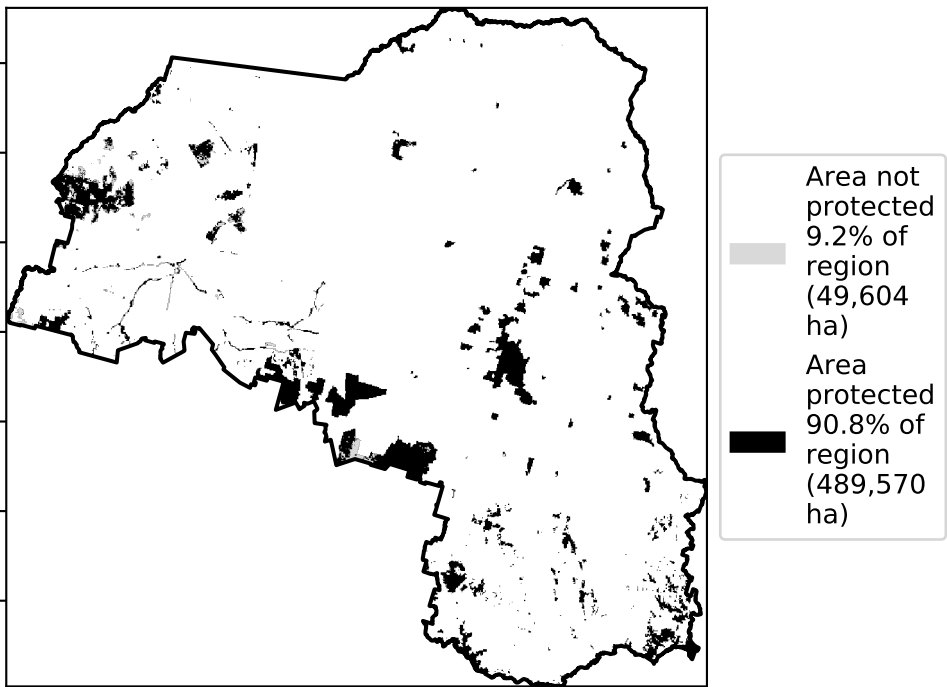 Area not
protected
9.2% of
region
(49,604
ha)
Area
protected
90.8% of
region
(489,570
ha)